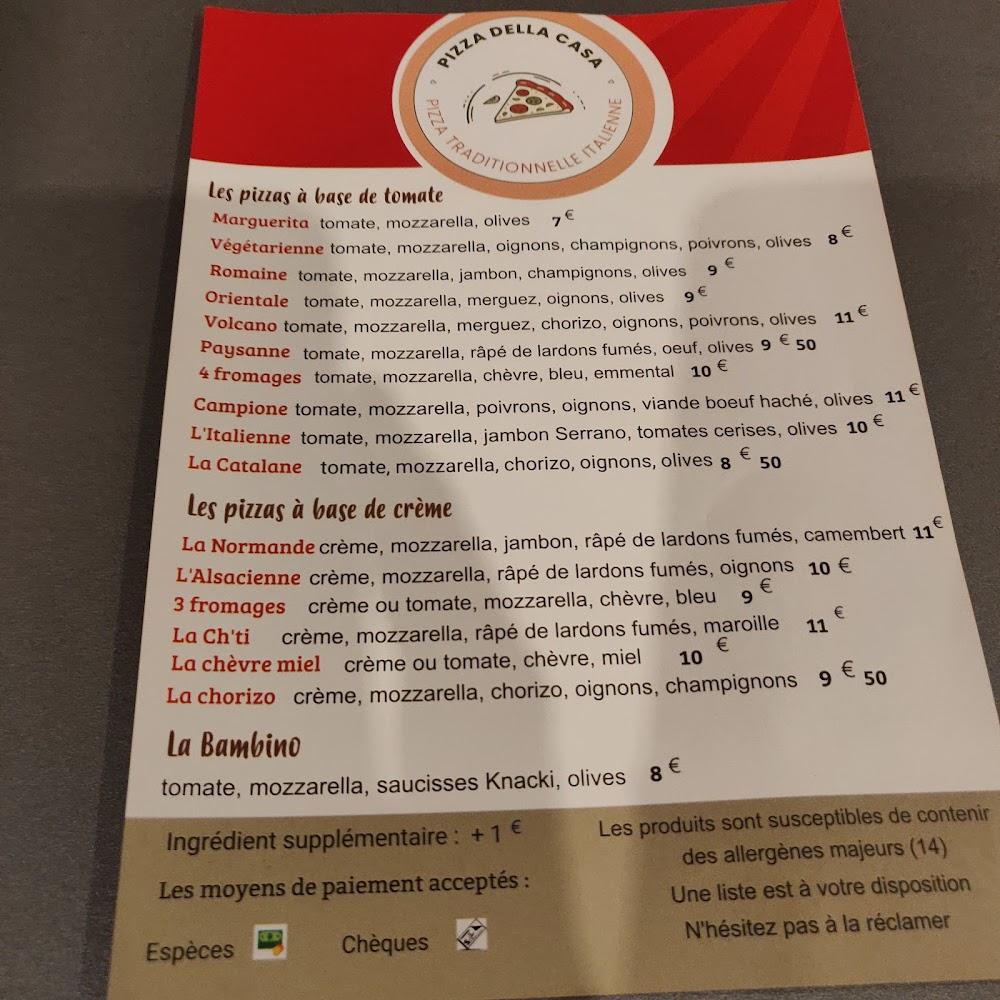 PIZZA DELLA CASA
PIZZA TRADITIONNELLE ITALIENNE
Les pizzas à base de tomate
Marguerita tomate, mozzarella, olives 7 €
Végétarienne tomate, mozzarella, oignons, champignons, poivrons, olives 8 €
Romaine tomate, mozzarella, jambon, champignons, olives 9 €
Orientale tomate, mozzarella, merguez, oignons, olives 9 €
Volcano tomate, mozzarella, merguez, chorizo, oignons, poivrons, olives 11 €
Paysanne tomate, mozzarella, râpé de lardons fumés, oeuf, olives 9 € 50
4 fromages tomate, mozzarella, chèvre, bleu, emmental 10 €
Campione tomate, mozzarella, poivrons, oignons, viande boeuf haché, olives 11 €
L'Italienne tomate, mozzarella, jambon Serrano, tomates cerises, olives 10 €
La Catalane tomate, mozzarella, chorizo, oignons, olives 8 € 50
Les pizzas à base de crème
La Normande crème, mozzarella, jambon, râpé de lardons fumés, camembert 11 €
L'Alsacienne crème, mozzarella, râpé de lardons fumés, oignons 10 €
3 fromages crème ou tomate, mozzarella, chèvre, bleu 9 €
La Ch'ti crème, mozzarella, râpé de lardons fumés, maroille 11 €
La chèvre miel crème ou tomate, chèvre, miel 10 €
La chorizo crème, mozzarella, chorizo, oignons, champignons 9 € 50
La Bambino
tomate, mozzarella, saucisses Knacki, olives 8 €
Ingrédient supplémentaire : + 1 €
Les moyens de paiement acceptés :
Espèces Chèques
Les produits sont susceptibles de contenir
des allergènes majeurs (14)
Une liste est à votre disposition
N'hésitez pas à la réclamer